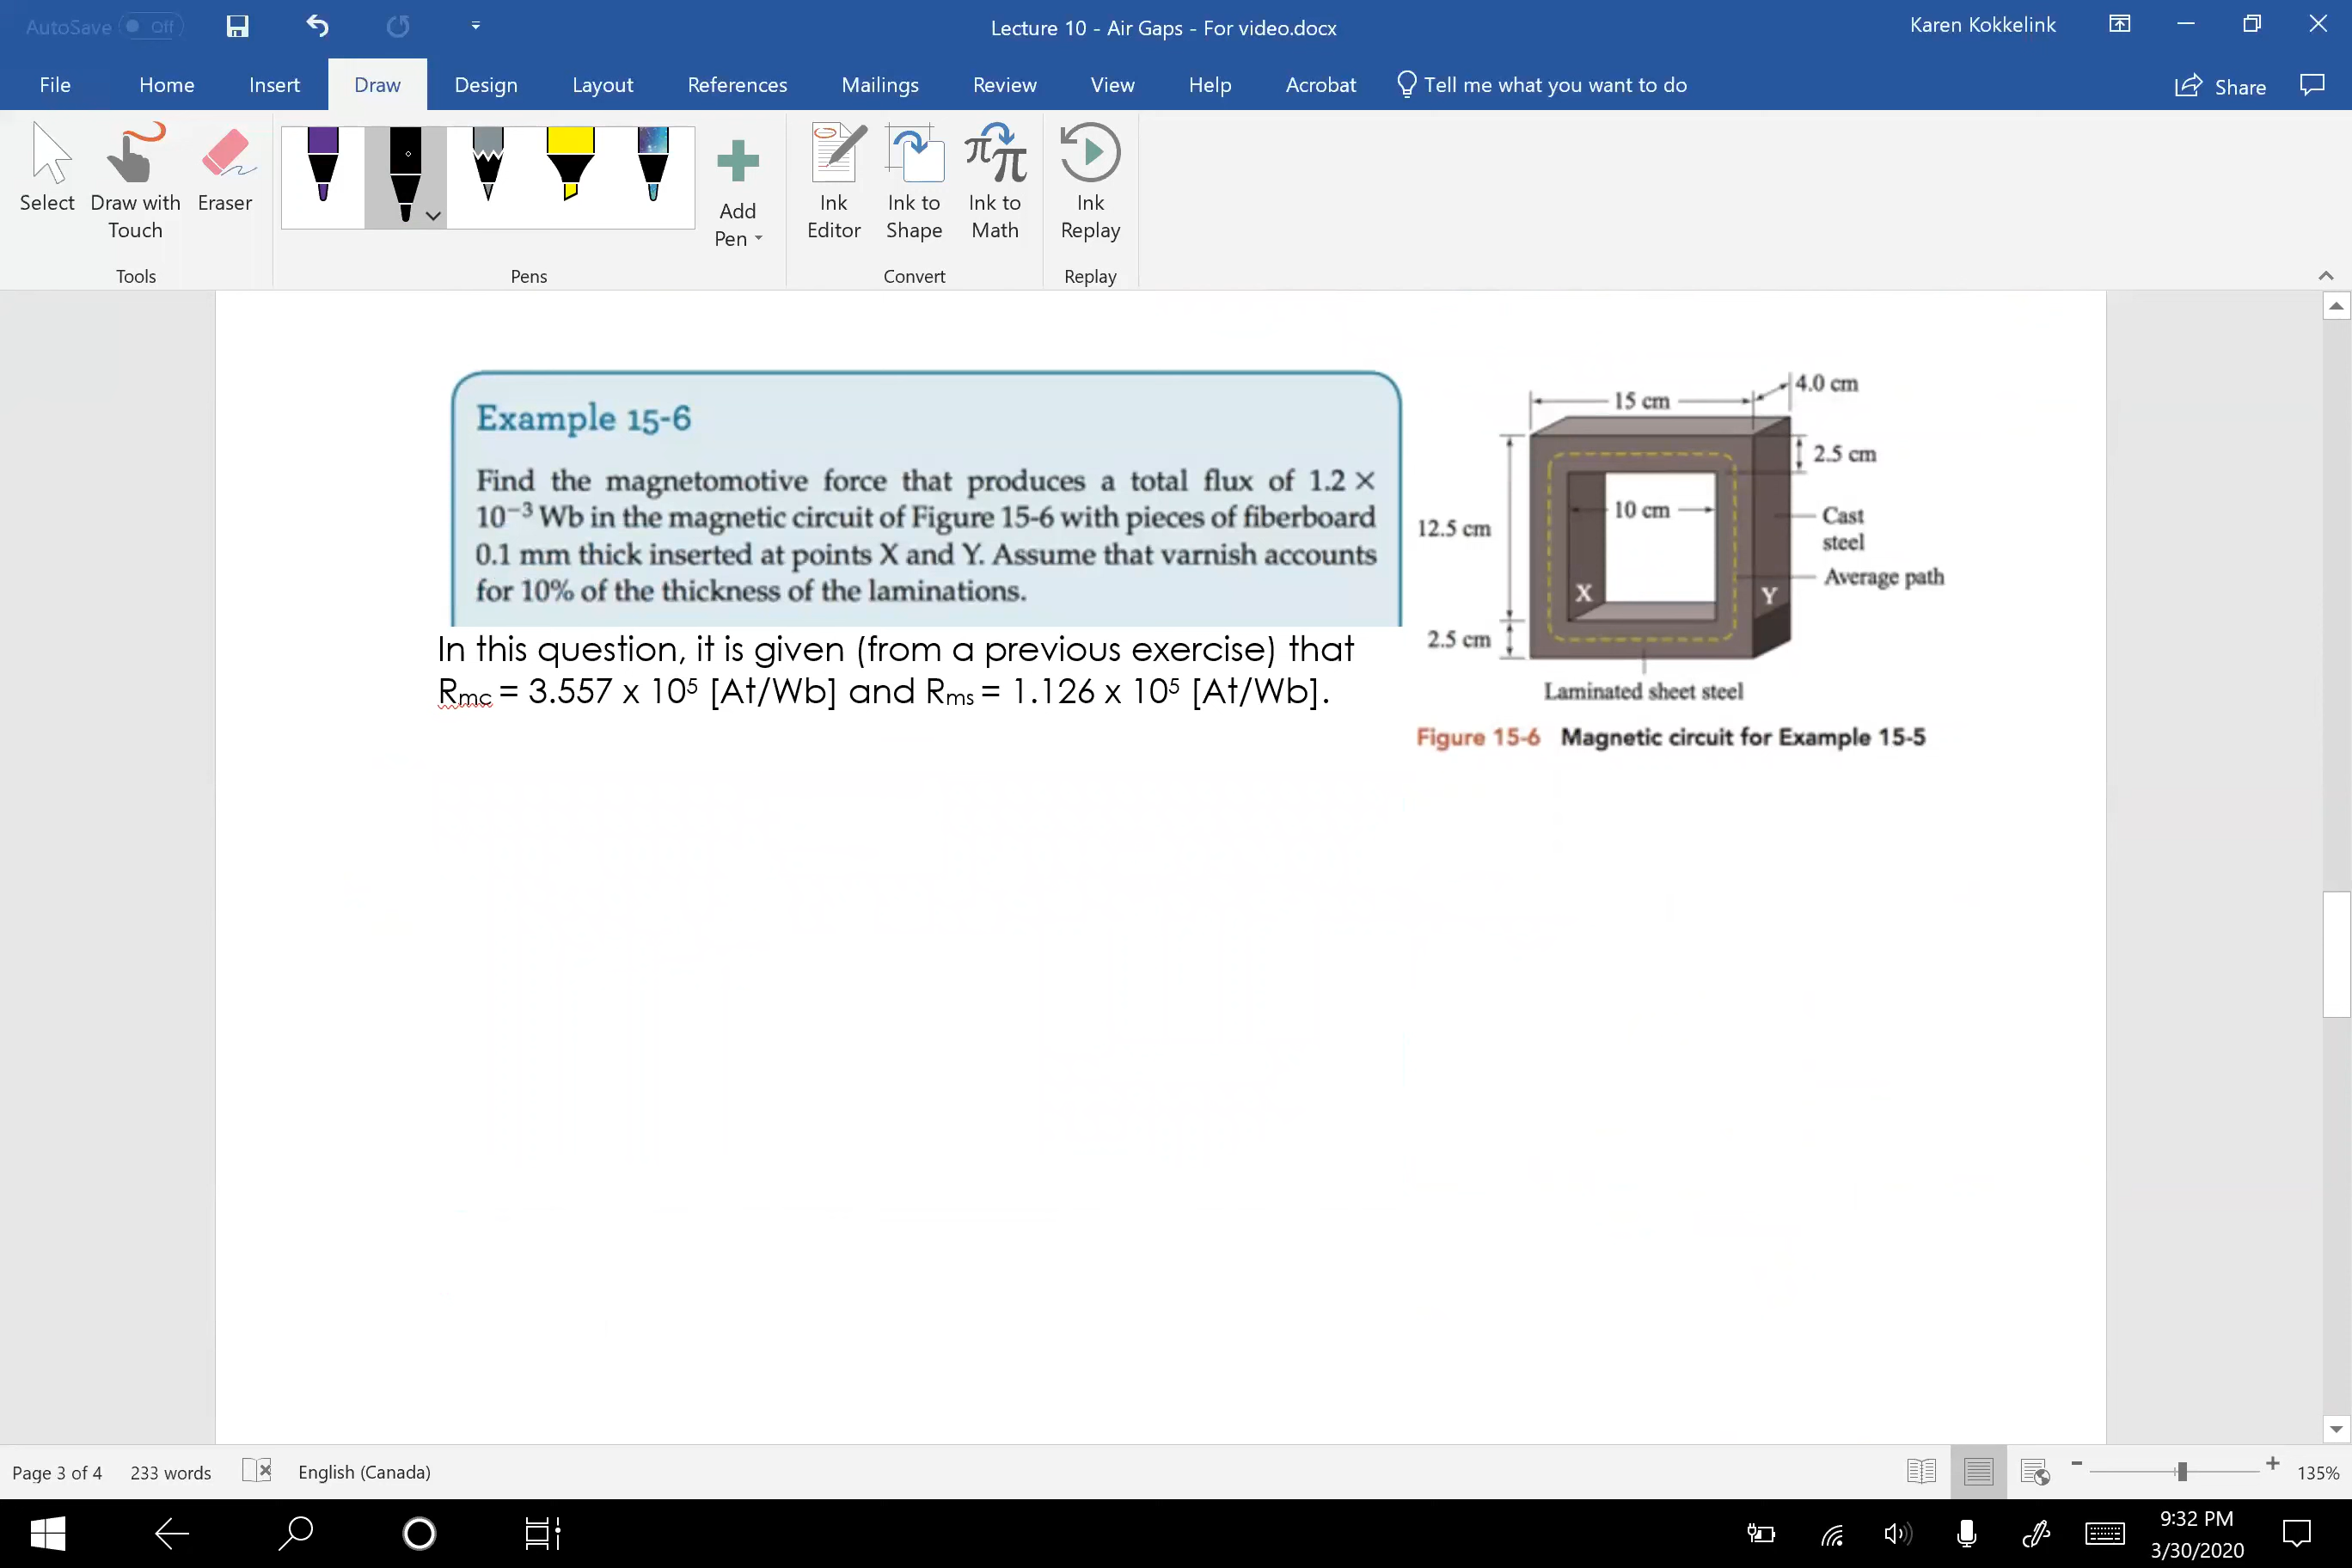 AutoSave Off
Lecture 10 - Air Gaps - For video.docx
Karen Kokkelink
File Home Insert Draw Design Layout References Mailings Review View Help Acrobat Tell me what you want to do Share
Select
Draw with Touch
Eraser
Add Pen
Ink Editor
Ink to Shape
Ink to Math
Ink Replay
Tools Pens Convert Replay
Example 15-6
Find the magnetomotive force that produces a total flux of 1.2 ×
10⁻³ Wb in the magnetic circuit of Figure 15-6 with pieces of fiberboard
0.1 mm thick inserted at points X and Y. Assume that varnish accounts
for 10% of the thickness of the laminations.
In this question, it is given (from a previous exercise) that
Rmc = 3.557 x 10⁵ [At/Wb] and Rms = 1.126 x 10⁵ [At/Wb].
4.0 cm
15 cm
2.5 cm
10 cm
12.5 cm
Cast
steel
Average path
X
Y
2.5 cm
Laminated sheet steel
Figure 15-6 Magnetic circuit for Example 15-5
Page 3 of 4 233 words English (Canada) 135%
9:32 PM
3/30/2020